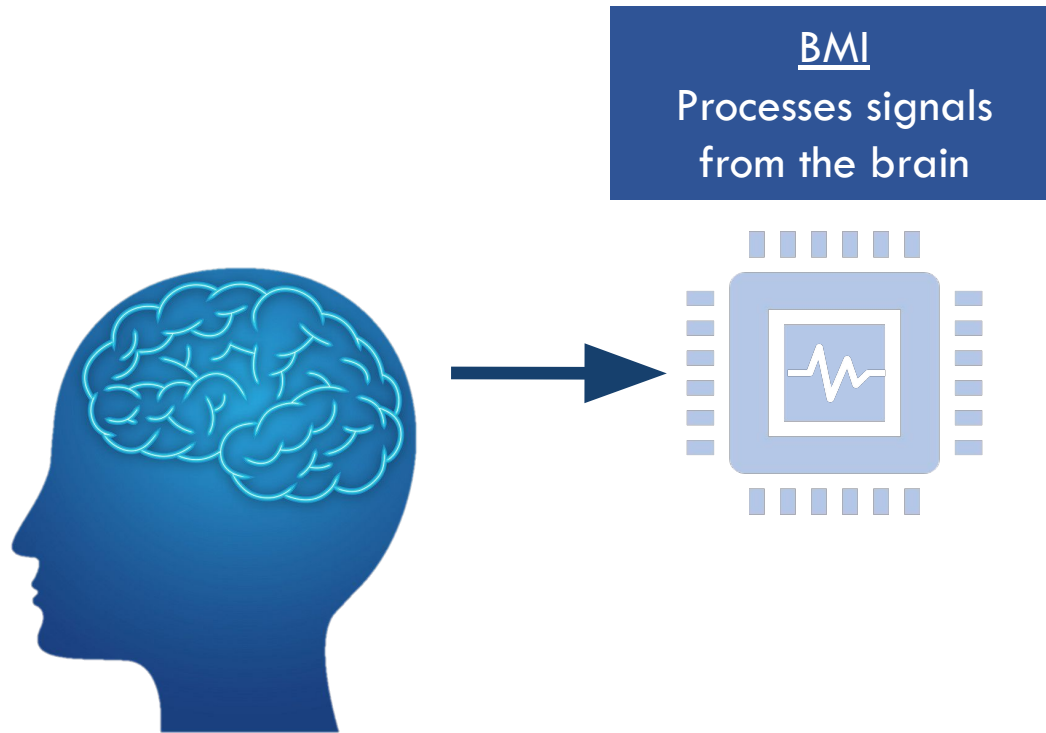 BMI
Processes signals
from the brain